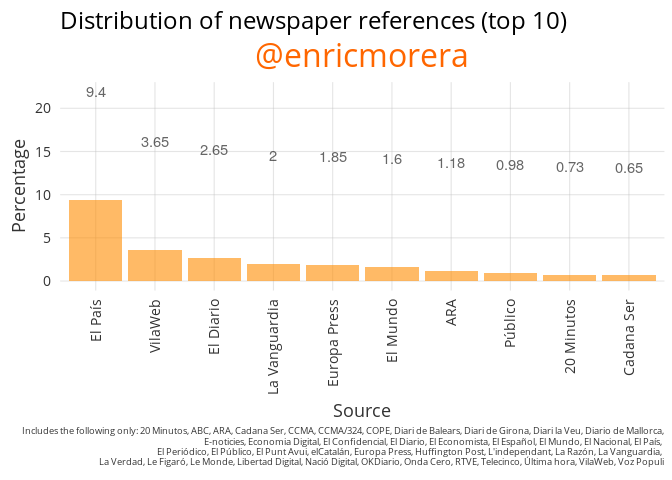 Distribution of newspaper references (top 10)
@enricmorera
9.4
3.65
2.65
2
1.85
1.6
1.18
0.98
0.73
0.65
20
15
10
5
0
Percentage
El País
VilaWeb
El Diario
La Vanguardia
Europa Press
El Mundo
ARA
Público
20 Minutos
Cadana Ser
Source
Includes the following only: 20 Minutos, ABC, ARA, Cadana Ser, CCMA, CCMA/324, COPE, Diari de Balears, Diari de Girona, Diari la Veu, Diario de Mallorca,
E-noticies, Economia Digital, El Confidencial, El Diario, El Economista, El Español, El Mundo, El Nacional, El País,
El Periódico, El Público, El Punt Avui, elCatalán, Europa Press, Huffington Post, L'independant, La Razón, La Vanguardia,
La Verdad, Le Figaró, Le Monde, Libertad Digital, Nació Digital, OKDiario, Onda Cero, RTVE, Telecinco, Última hora, VilaWeb, Voz Populi